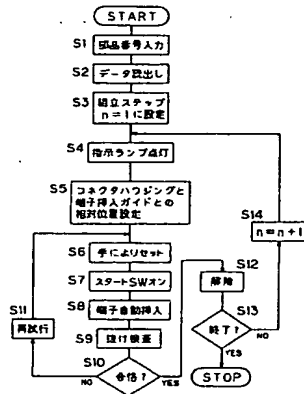 START
S1
部品番号入力
S2
データ読出し
S3
組立ステップ
n=1に設定
S4
指示ランプ点灯
S5
コネクタハウジングと
端子挿入ガイドとの
相対位置設定
S14
n=n+1
S6
手によりセット
S7
スタートSWオン
S12
解除
S11
再試行
S8
端子自動挿入
S13
終了?
NO
YES
S9
抜け検査
S10
合格?
NO
YES
STOP